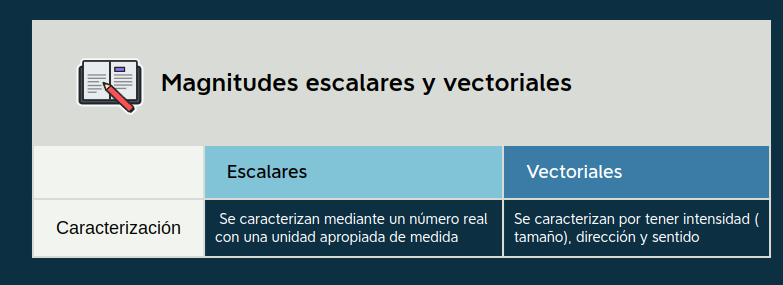 Magnitudes escalares y vectoriales
Escalares
Vectoriales
Caracterización
Se caracterizan mediante un número real
con una unidad apropiada de medida
Se caracterizan por tener intensidad (
tamaño), dirección y sentido